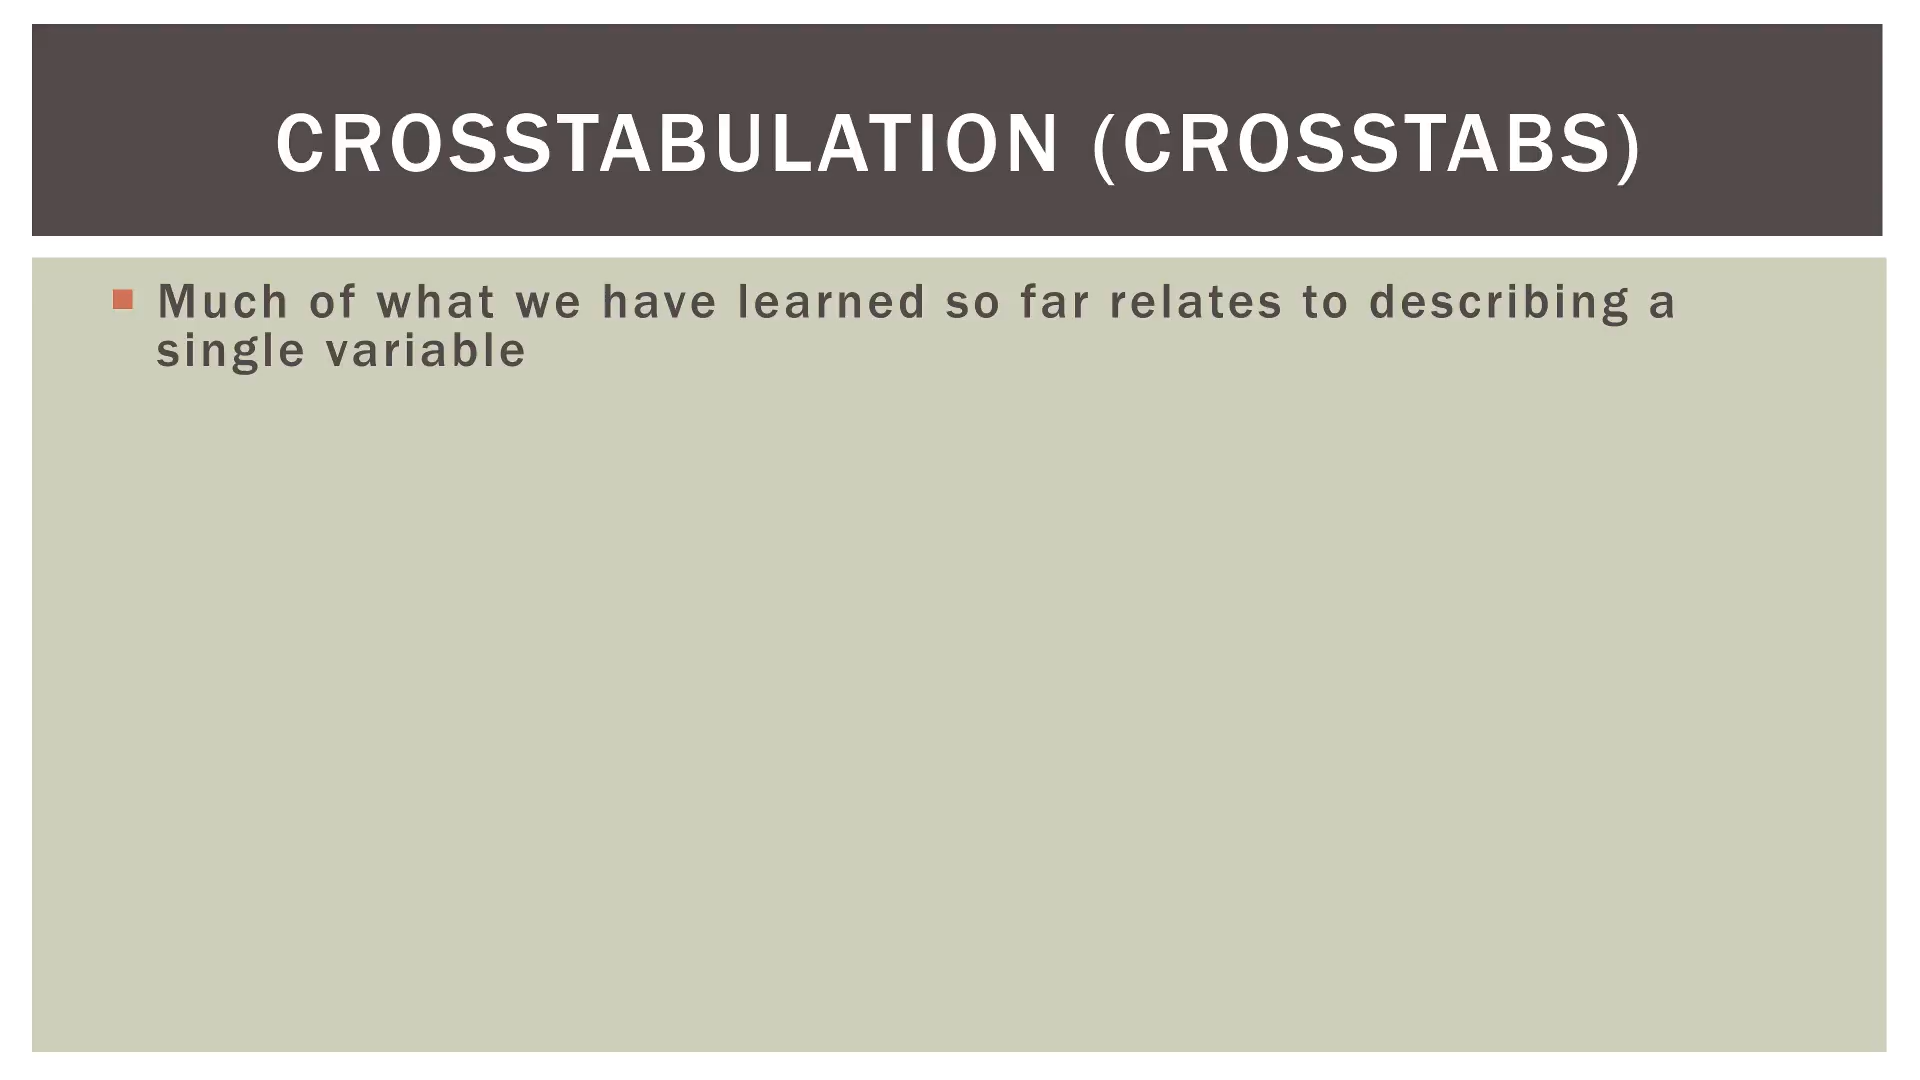 CROSSTABULATION (CROSSTABS)
Much of what we have learned so far relates to describing a
single variable